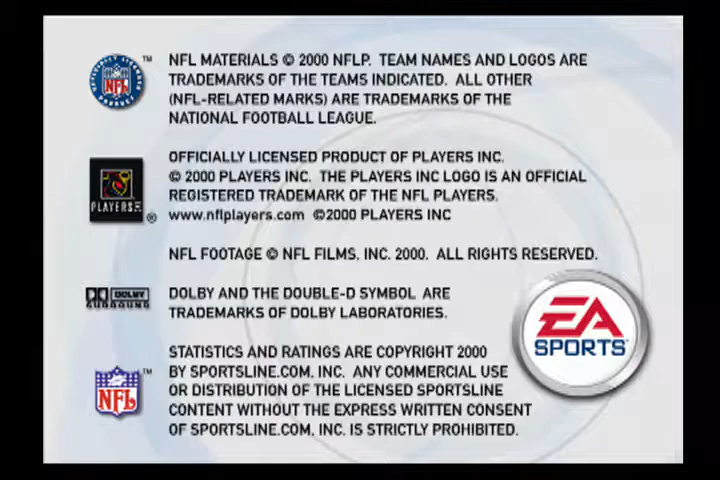 NFL MATERIALS © 2000 NFLP. TEAM NAMES AND LOGOS ARE
TRADEMARKS OF THE TEAMS INDICATED. ALL OTHER
(NFL-RELATED MARKS) ARE TRADEMARKS OF THE
NATIONAL FOOTBALL LEAGUE.
NFL
TM
OFFICIALLY LICENSED PRODUCT OF PLAYERS INC.
© 2000 PLAYERS INC. THE PLAYERS INC LOGO IS AN OFFICIAL
REGISTERED TRADEMARK OF THE NFL PLAYERS.
www.nflplayers.com ©2000 PLAYERS INC
PLAYERS INC ®
NFL FOOTAGE © NFL FILMS, INC. 2000. ALL RIGHTS RESERVED.
DOLBY
SURROUND
DOLBY AND THE DOUBLE-D SYMBOL ARE
TRADEMARKS OF DOLBY LABORATORIES.
EA
SPORTS™
STATISTICS AND RATINGS ARE COPYRIGHT 2000
BY SPORTSLINE.COM, INC. ANY COMMERCIAL USE
OR DISTRIBUTION OF THE LICENSED SPORTSLINE
CONTENT WITHOUT THE EXPRESS WRITTEN CONSENT
OF SPORTSLINE.COM, INC. IS STRICTLY PROHIBITED.
NFL
TM